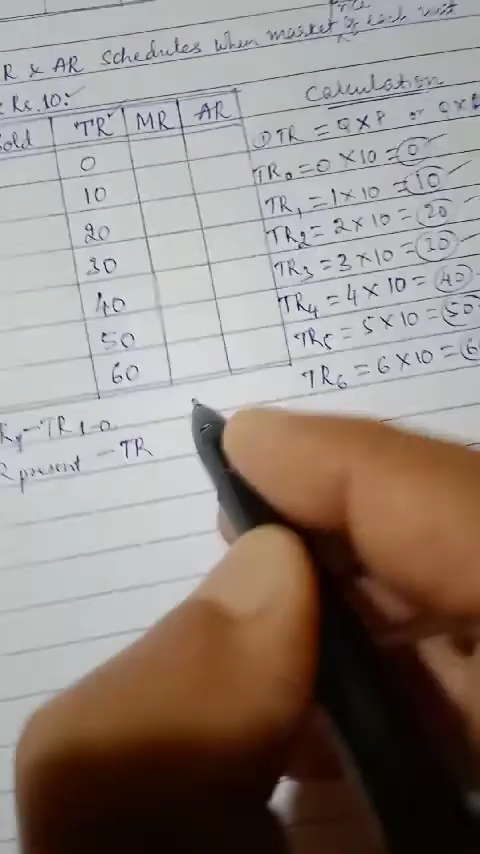 R & AR Schedules when market of each unit
Rs. 10:-
old TR MR AR
0
10
20
30
40
50
60
Calculation
① TR = Q × P or
TR₀ = 0 × 10 = 0
TR₁ = 1 × 10 = 10
TR₂ = 2 × 10 = 20
TR₃ = 3 × 10 = 30
TR₄ = 4 × 10 = 40
TR₅ = 5 × 10 = 50
TR₆ = 6 × 10 = 6
- TR
present - TR